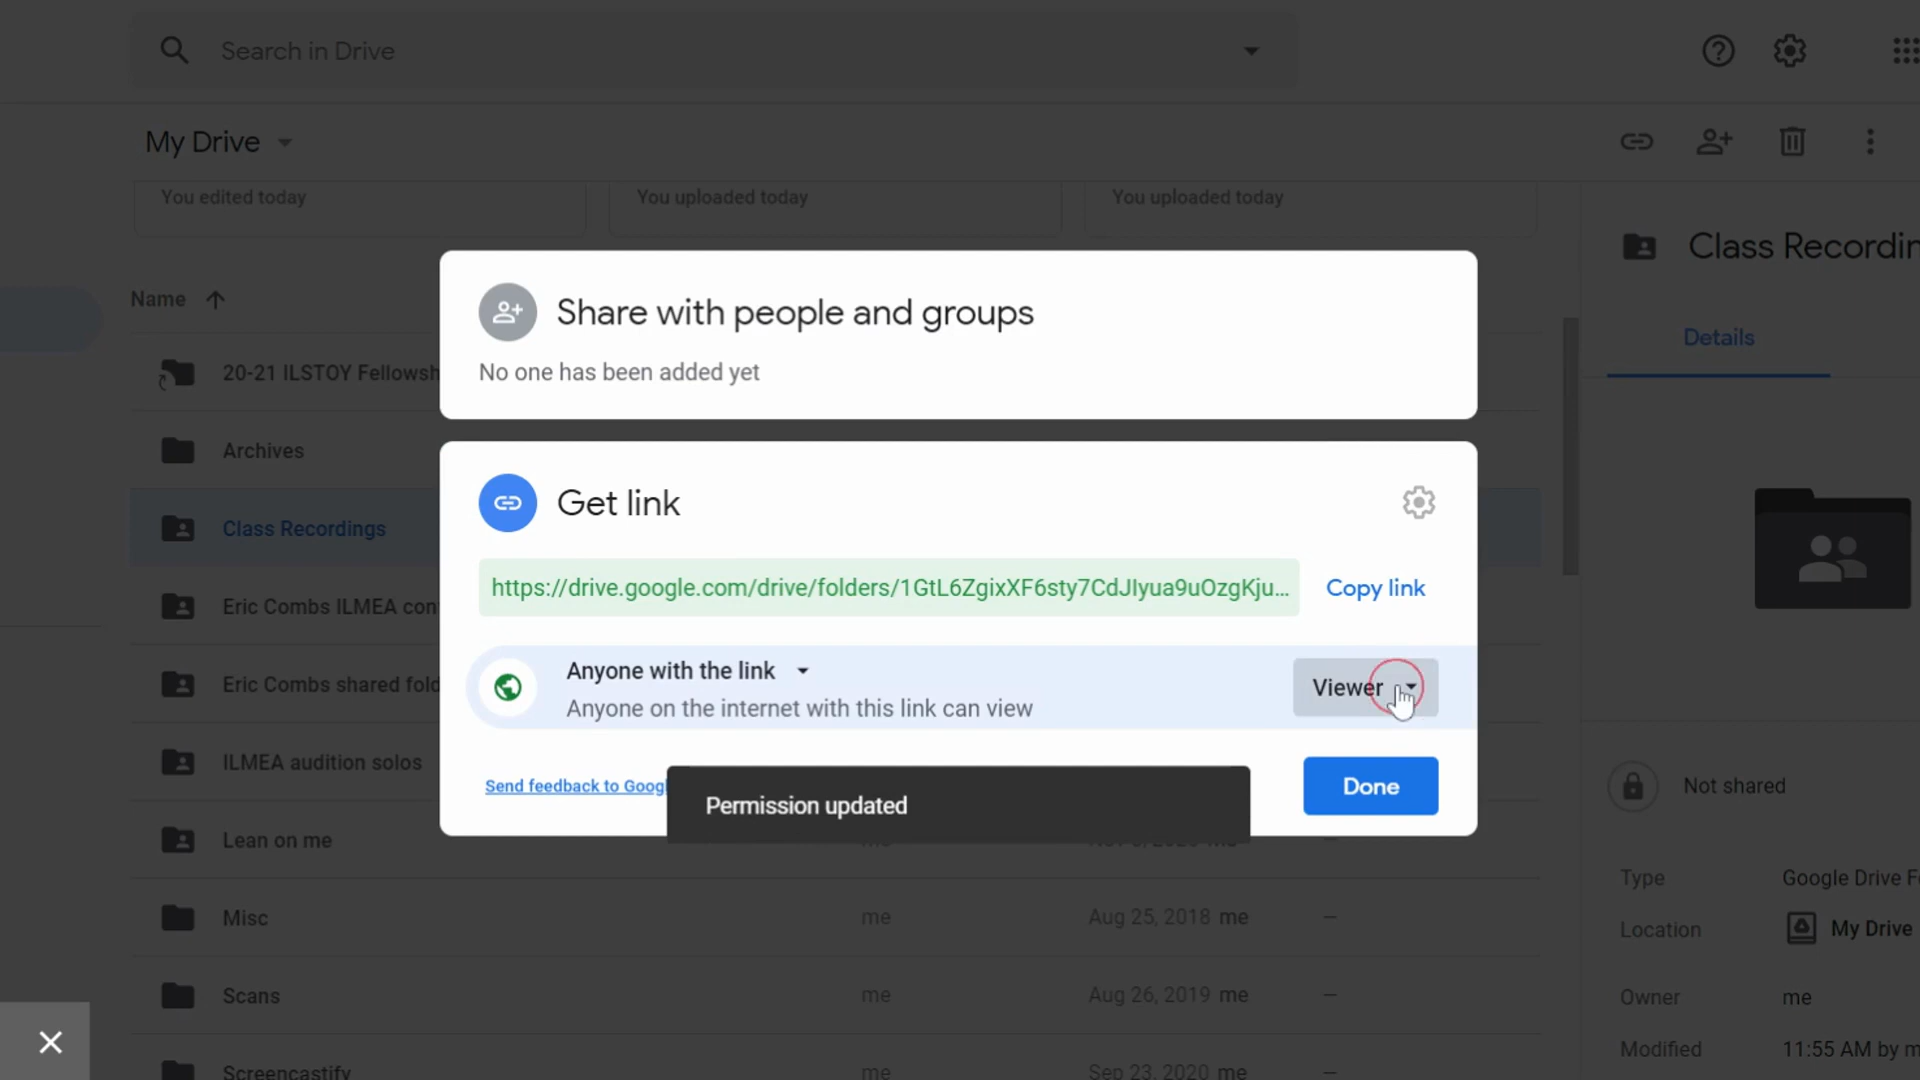 Search in Drive
My Drive
You edited today
You uploaded today
You uploaded today
Class Recordin
Name
Details
Share with people and groups
No one has been added yet
20-21 ILSTOY Fellowsh
Archives
Class Recordings
Eric Combs ILMEA con
Eric Combs shared fold
ILMEA audition solos
Lean on me
Get link
https://drive.google.com/drive/folders/1GtL6ZgixXF6sty7CdJIyua9uOzgKju...
Copy link
Anyone with the link
Anyone on the internet with this link can view
Viewer
Send feedback to Googl
Permission updated
Done
Misc me Aug 25, 2018 me –
Scans me Aug 26, 2019 me –
Screencastify me Sep 23, 2020 me –
Not shared
Type Google Drive F
Location My Drive
Owner me
Modified 11:55 AM by m